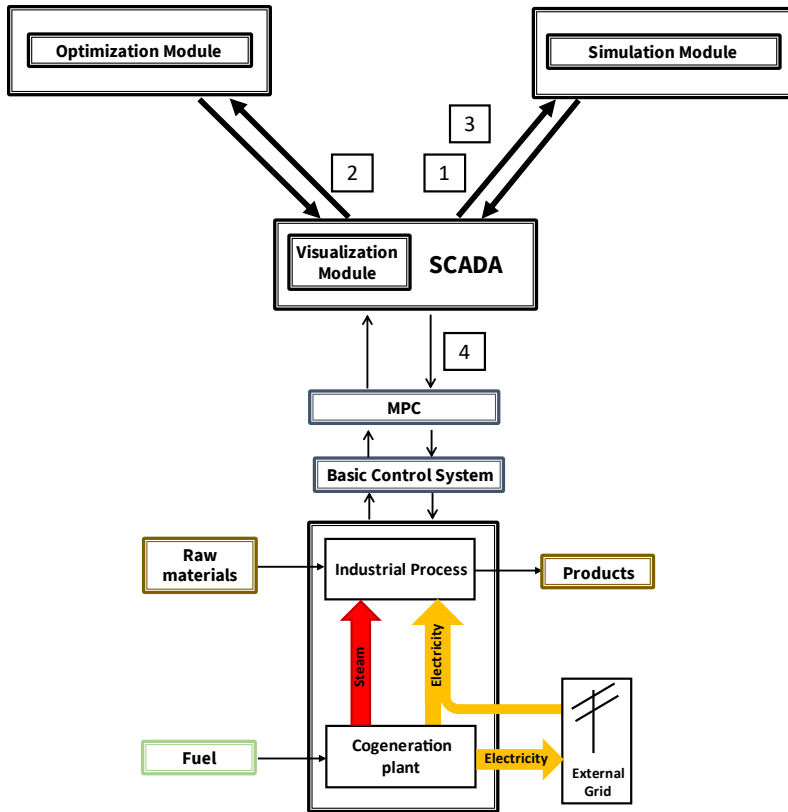 Optimization Module
Simulation Module
3
2
1
Visualization
Module
SCADA
4
MPC
Basic Control System
Raw
materials
Industrial Process
Products
Steam
Electricity
Fuel
Cogeneration
plant
Electricity
External
Grid